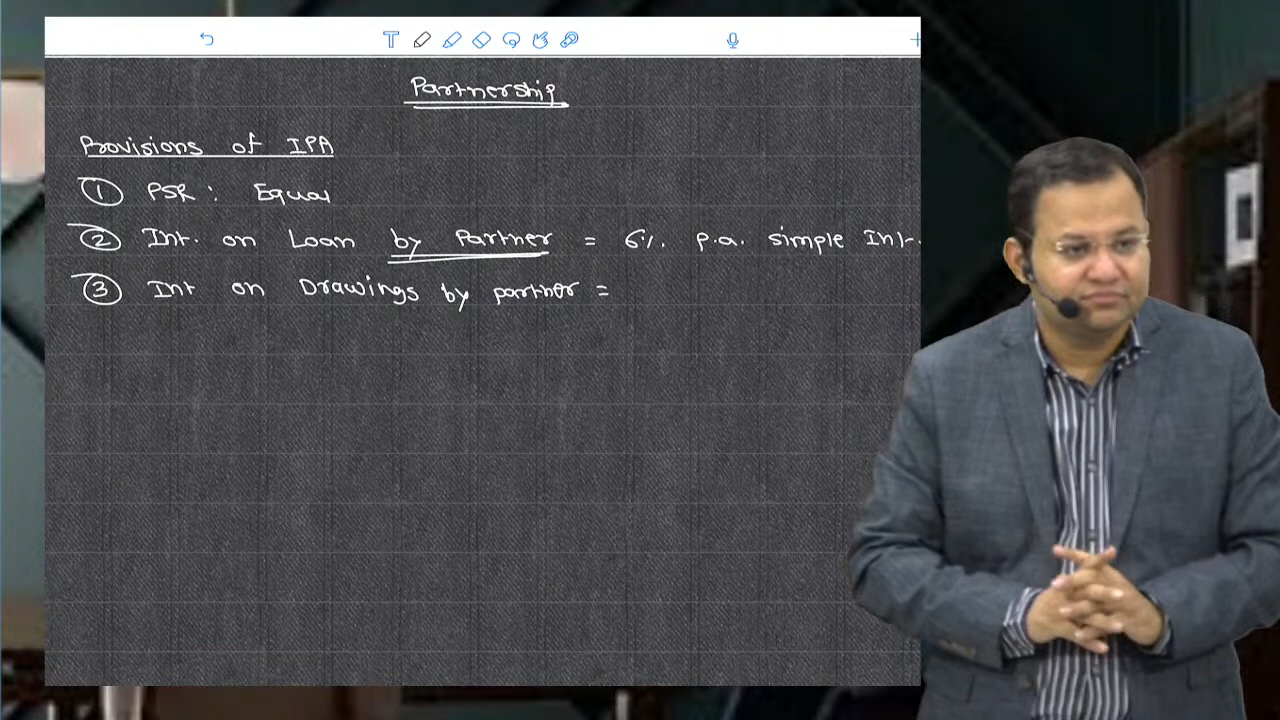 Partnership
Provisions of IPA
① PSR : Equal
② Int. on Loan by Partner = 6%. p.a. simple Int.
③ Int on Drawings by partner =